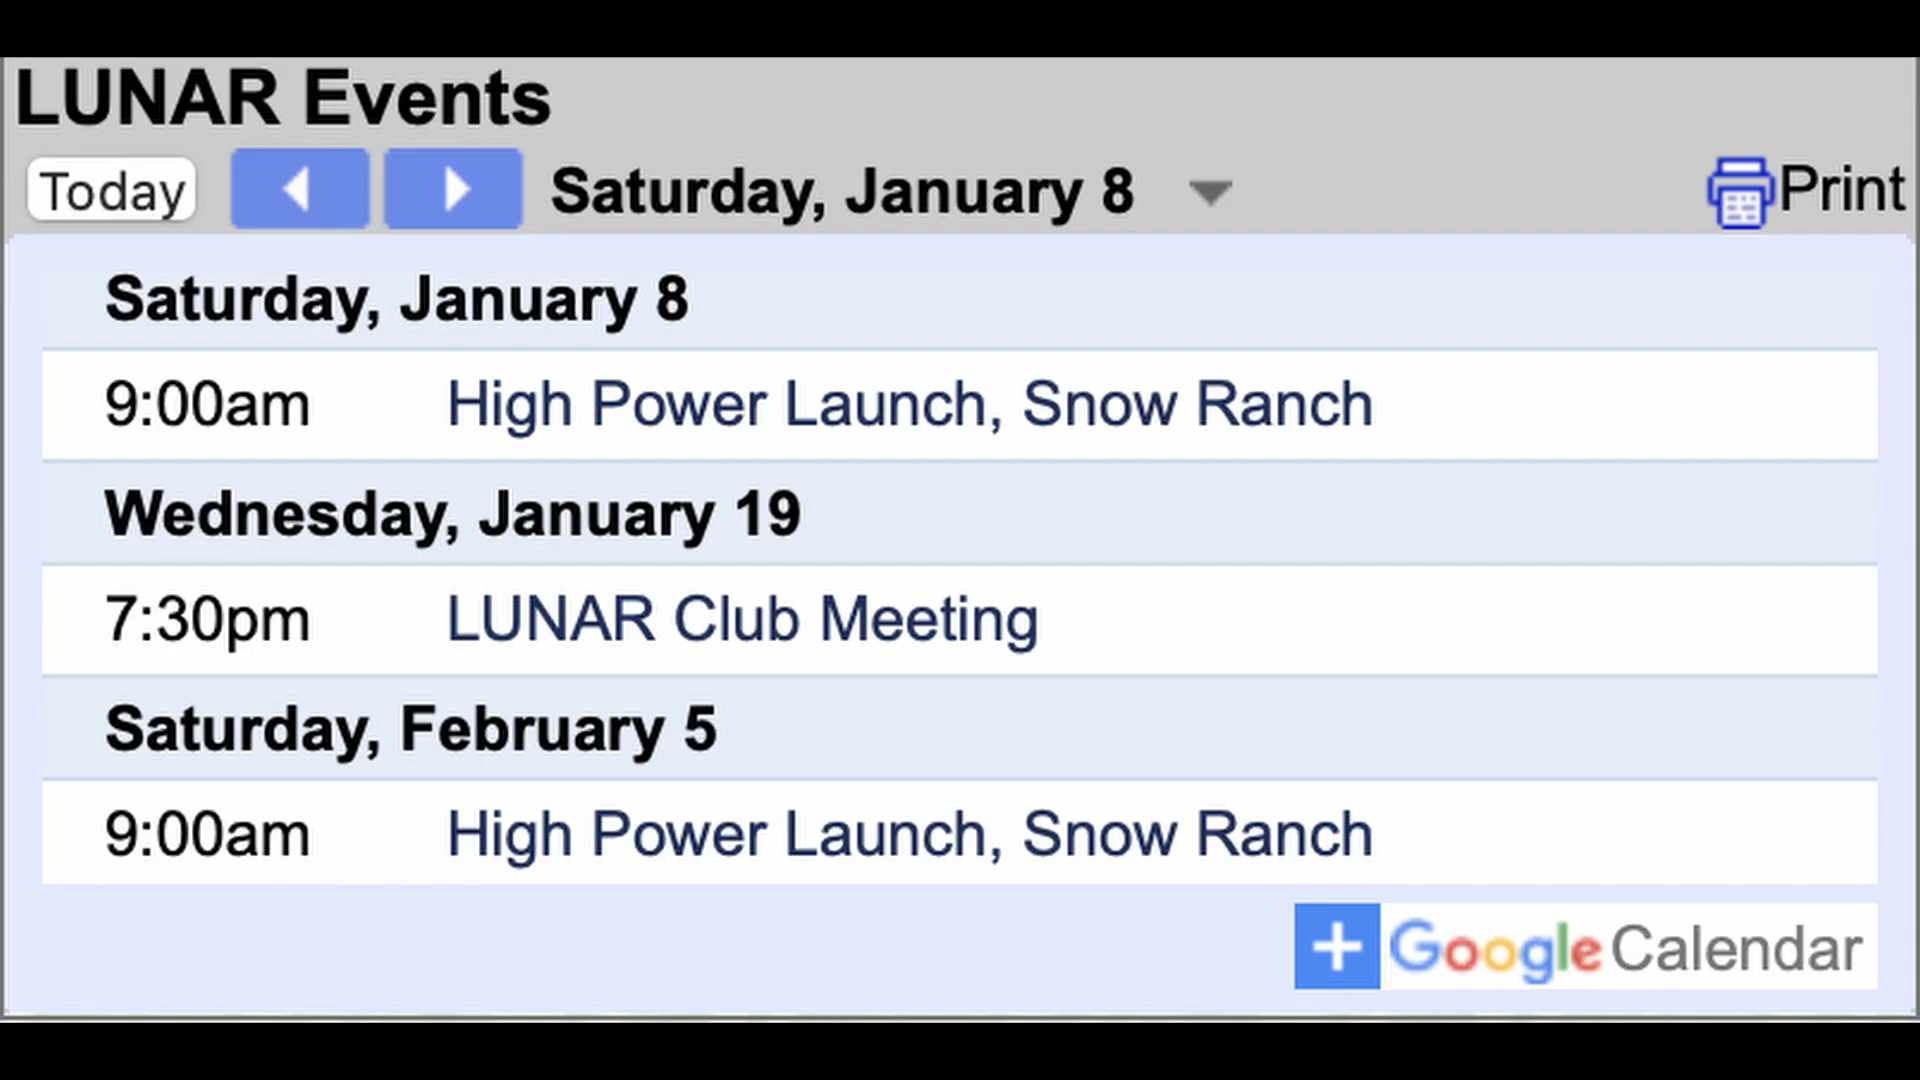 LUNAR Events
Today Saturday, January 8 Print
Saturday, January 8
9:00am High Power Launch, Snow Ranch
Wednesday, January 19
7:30pm LUNAR Club Meeting
Saturday, February 5
9:00am High Power Launch, Snow Ranch
+ Google Calendar